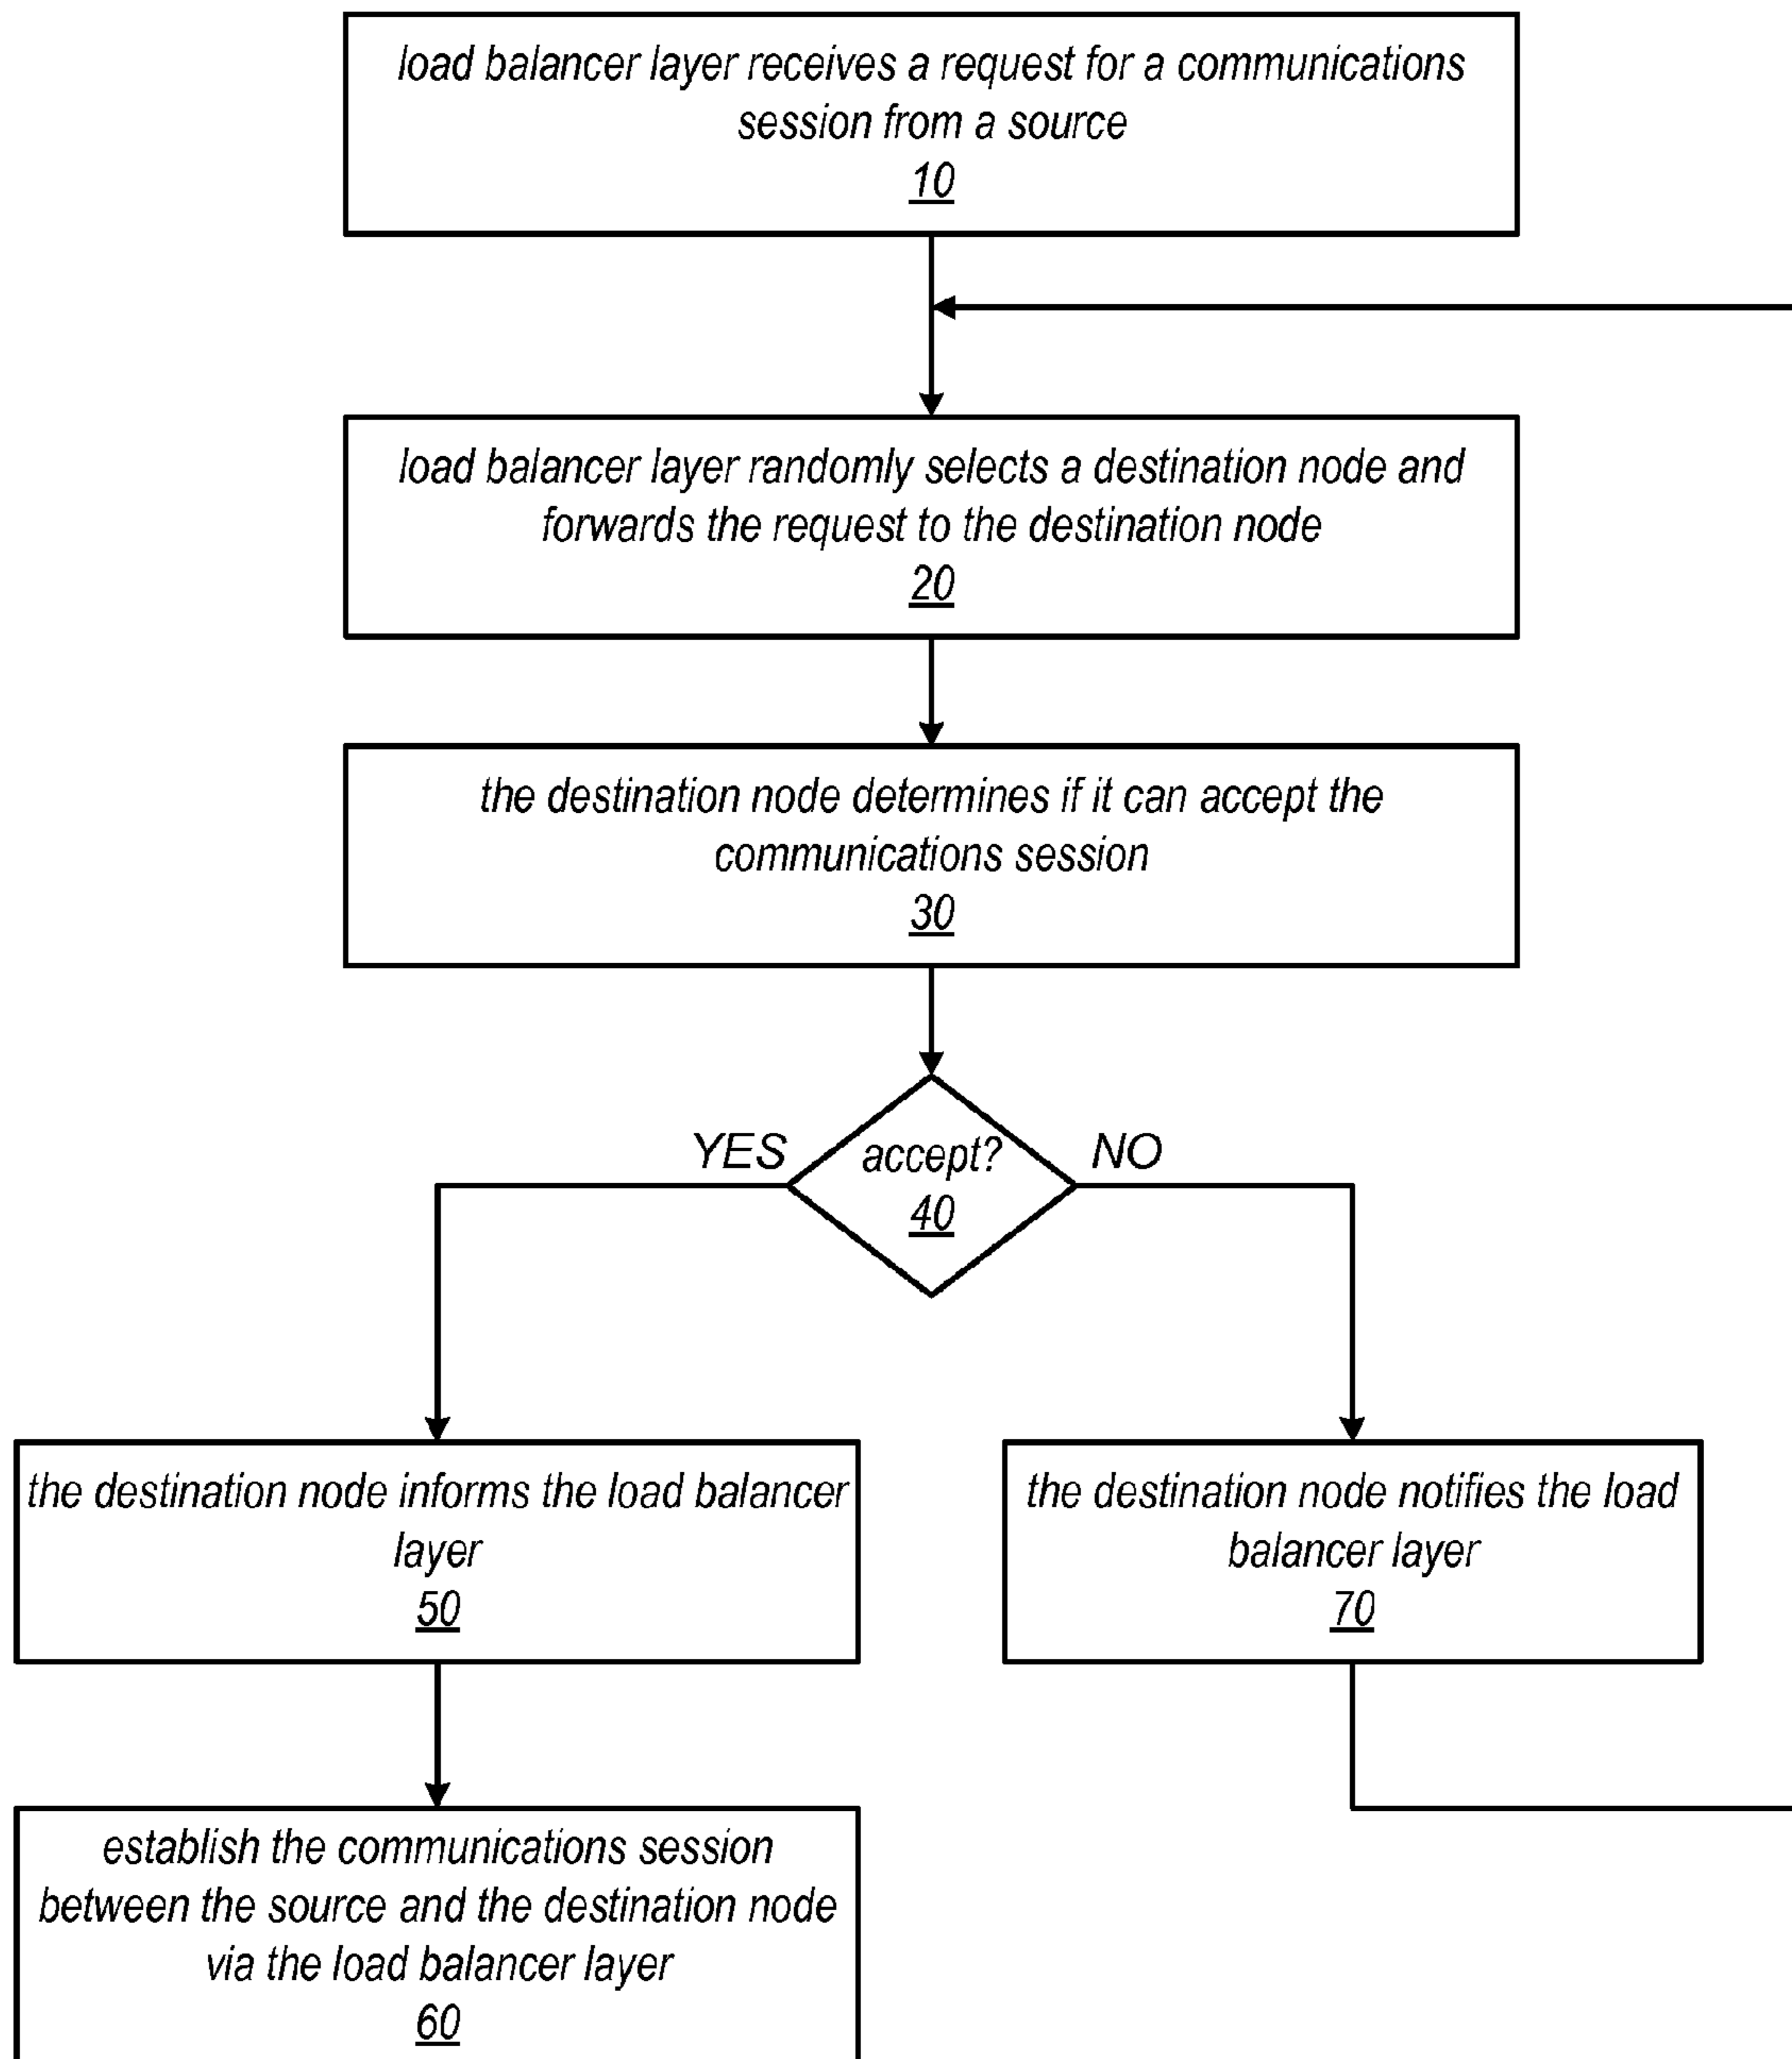 load balancer layer receives a request for a communications
session from a source
10
load balancer layer randomly selects a destination node and
forwards the request to the destination node
20
the destination node determines if it can accept the
communications session
30
YES
accept?
40
NO
the destination node informs the load balancer
layer
50
the destination node notifies the load
balancer layer
70
establish the communications session
between the source and the destination node
via the load balancer layer
60